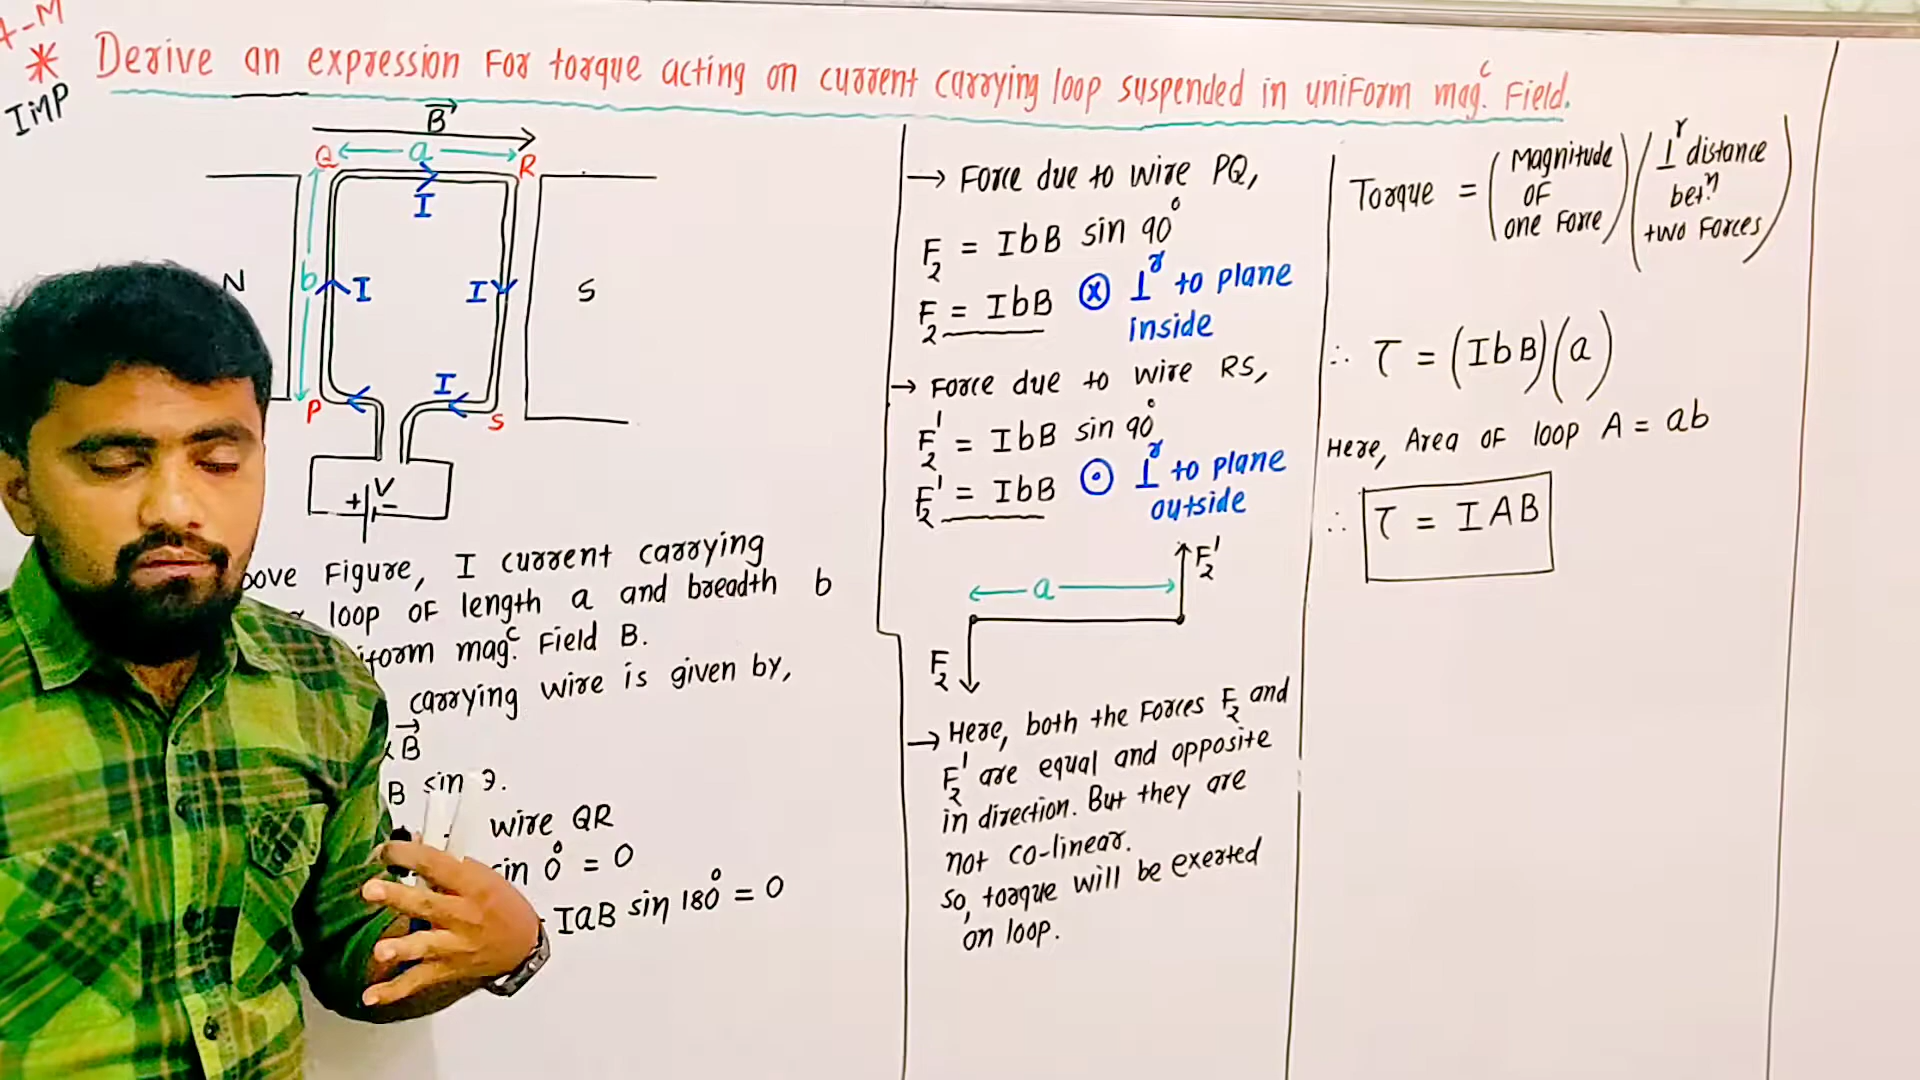 4-M
*
IMP
Derive an expression For torque acting on current carrying loop suspended in uniform mag.c Field.
B⃗
Q a R
I
N b I I S
I
P S
V
+ -
Figure, I current carrying
loop OF length a and breadth b
mag.c Field B.
carrying wire is given by,
B⃗
B sin
wire QR
0° = 0
IaB sin 180° = 0
→ Force due to wire PQ,
F₂ = IbB sin 90°
F₂ = IbB ⊗ ⊥r to plane
inside
→ Force due to wire RS,
F₂' = IbB sin 90°
F₂' = IbB ⊙ ⊥r to plane
outside
F₂'
a
F₂
→ Here, both the Forces F₂ and
F₂' are equal and opposite
in direction. But they are
not co-linear.
So, torque will be exerted
on loop.
Torque = (Magnitude OF one Force) (⊥r distance betn. two Forces)
∴ τ = (IbB)(a)
Here, Area OF loop A = ab
∴ τ = IAB